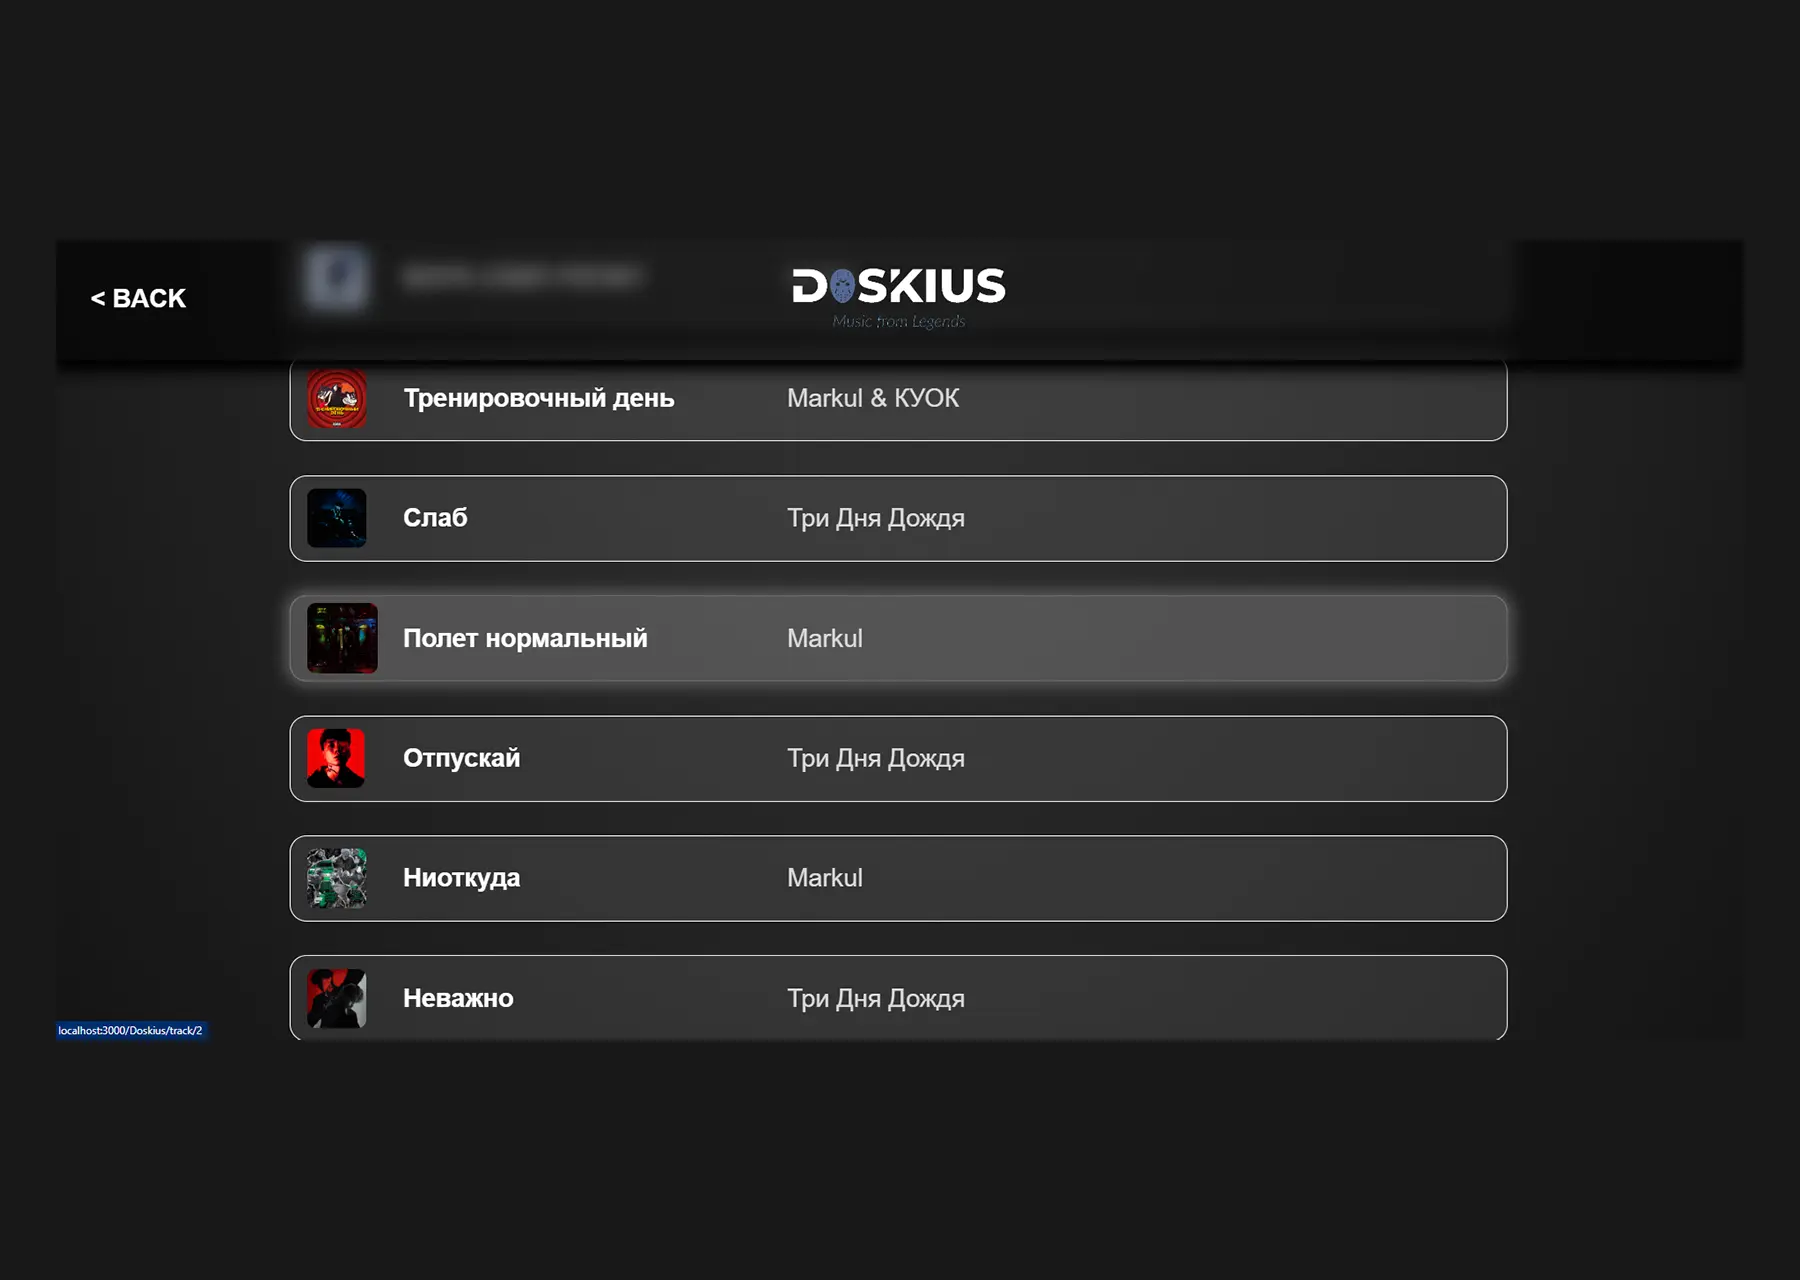 < BACK
DOSKIUS
Music from Legends
Тренировочный день Markul & КУОК
Слаб Три Дня Дождя
Полет нормальный Markul
Отпускай Три Дня Дождя
Ниоткуда Markul
Неважно Три Дня Дождя
localhost:3000/Doskius/track/2